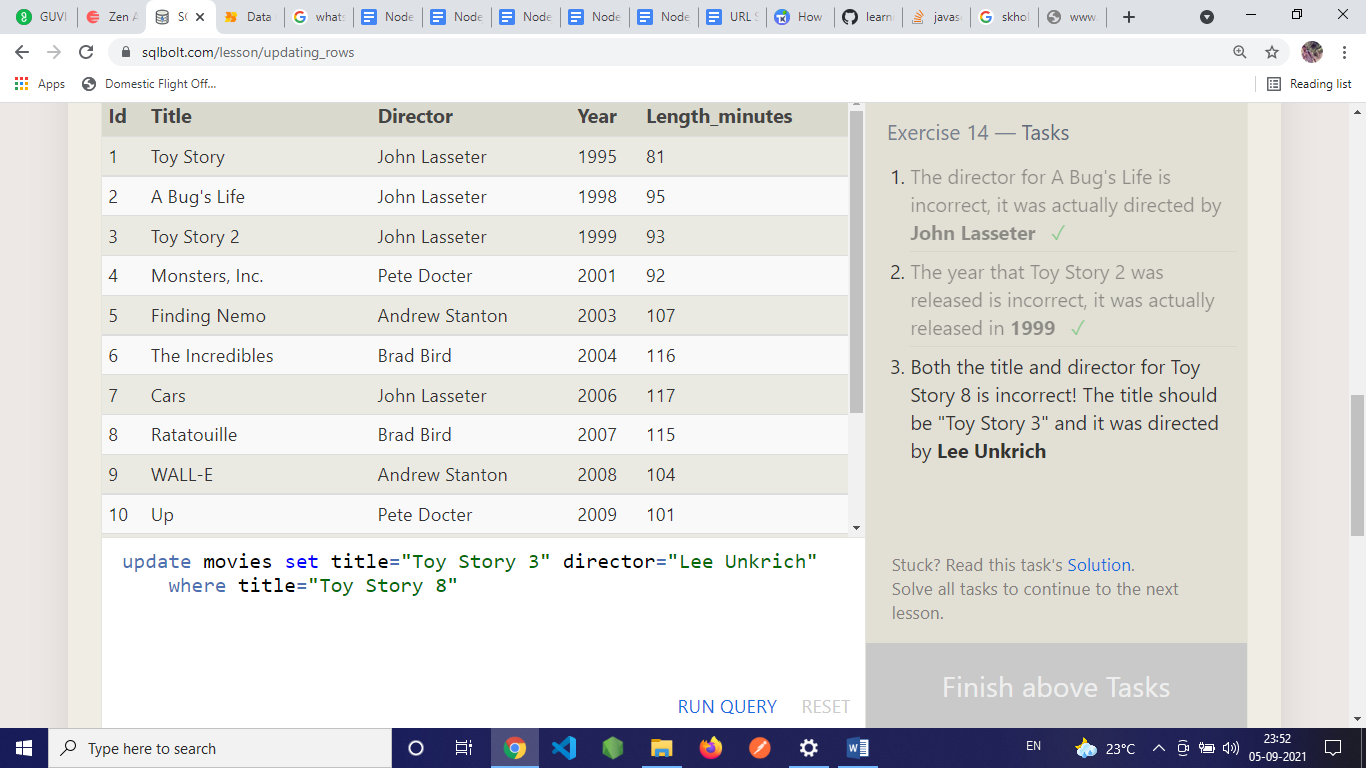 GUVI Zen A SQ Data G whats Node Node Node Node Node URL S How learn javas skhol www.
sqlbolt.com/lesson/updating_rows
Apps Domestic Flight Off... Reading list
Id Title Director Year Length_minutes
1 Toy Story John Lasseter 1995 81
2 A Bug's Life John Lasseter 1998 95
3 Toy Story 2 John Lasseter 1999 93
4 Monsters, Inc. Pete Docter 2001 92
5 Finding Nemo Andrew Stanton 2003 107
6 The Incredibles Brad Bird 2004 116
7 Cars John Lasseter 2006 117
8 Ratatouille Brad Bird 2007 115
9 WALL-E Andrew Stanton 2008 104
10 Up Pete Docter 2009 101
update movies set title="Toy Story 3" director="Lee Unkrich"
where title="Toy Story 8"
RUN QUERY RESET
Exercise 14 — Tasks
1. The director for A Bug's Life is
incorrect, it was actually directed by
John Lasseter ✓
2. The year that Toy Story 2 was
released is incorrect, it was actually
released in 1999 ✓
3. Both the title and director for Toy
Story 8 is incorrect! The title should
be "Toy Story 3" and it was directed
by Lee Unkrich
Stuck? Read this task's Solution.
Solve all tasks to continue to the next
lesson.
Finish above Tasks
Type here to search
EN
23°C
23:52
05-09-2021